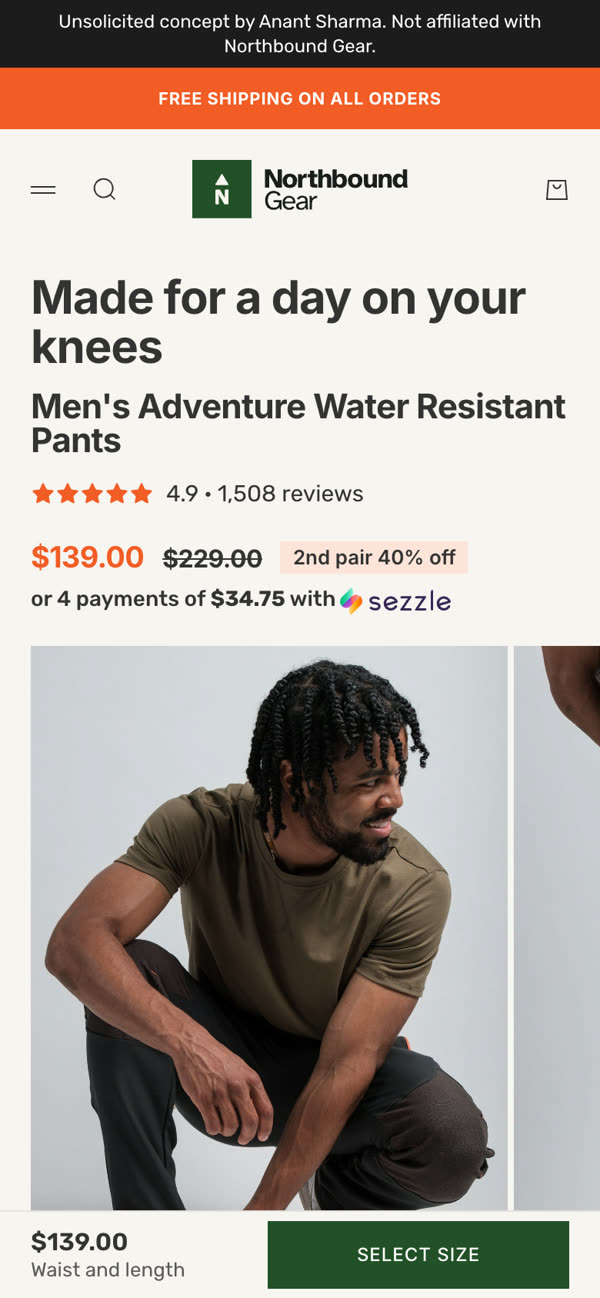 Unsolicited concept by Anant Sharma. Not affiliated with
Northbound Gear.
FREE SHIPPING ON ALL ORDERS
N
Northbound
Gear
Made for a day on your
knees
Men's Adventure Water Resistant
Pants
4.9 • 1,508 reviews
$139.00 $229.00 2nd pair 40% off
or 4 payments of $34.75 with sezzle
$139.00
Waist and length
SELECT SIZE